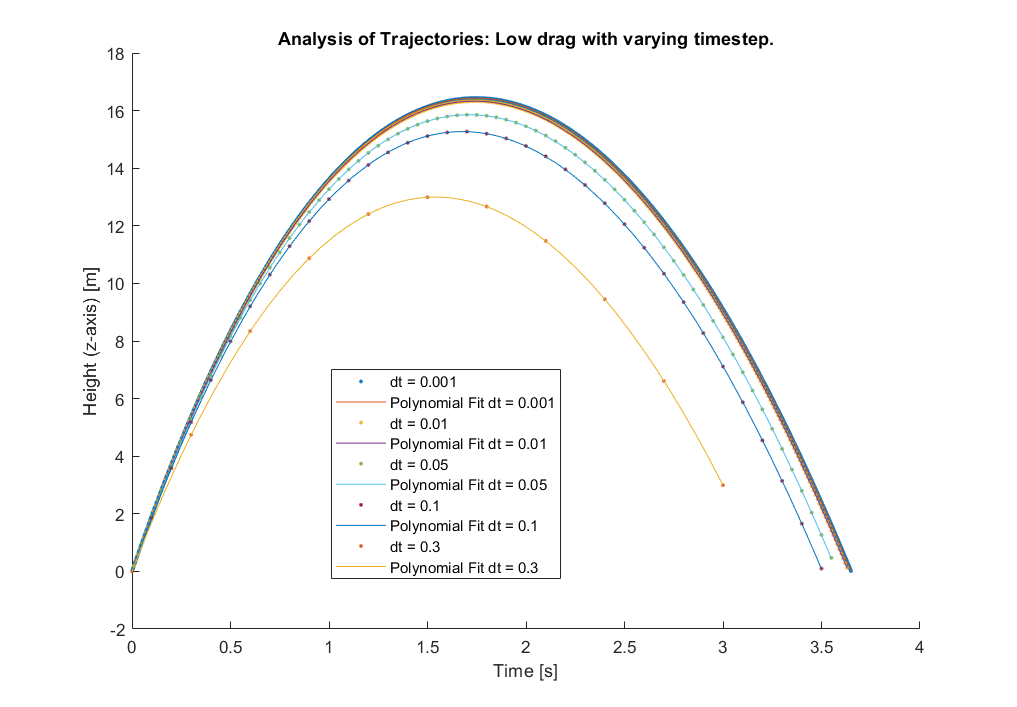 Analysis of Trajectories: Low drag with varying timestep.
18
16
14
12
10
8
6
4
2
0
-2
Height (z-axis) [m]
dt = 0.001
Polynomial Fit dt = 0.001
dt = 0.01
Polynomial Fit dt = 0.01
dt = 0.05
Polynomial Fit dt = 0.05
dt = 0.1
Polynomial Fit dt = 0.1
dt = 0.3
Polynomial Fit dt = 0.3
0 0.5 1 1.5 2 2.5 3 3.5 4
Time [s]